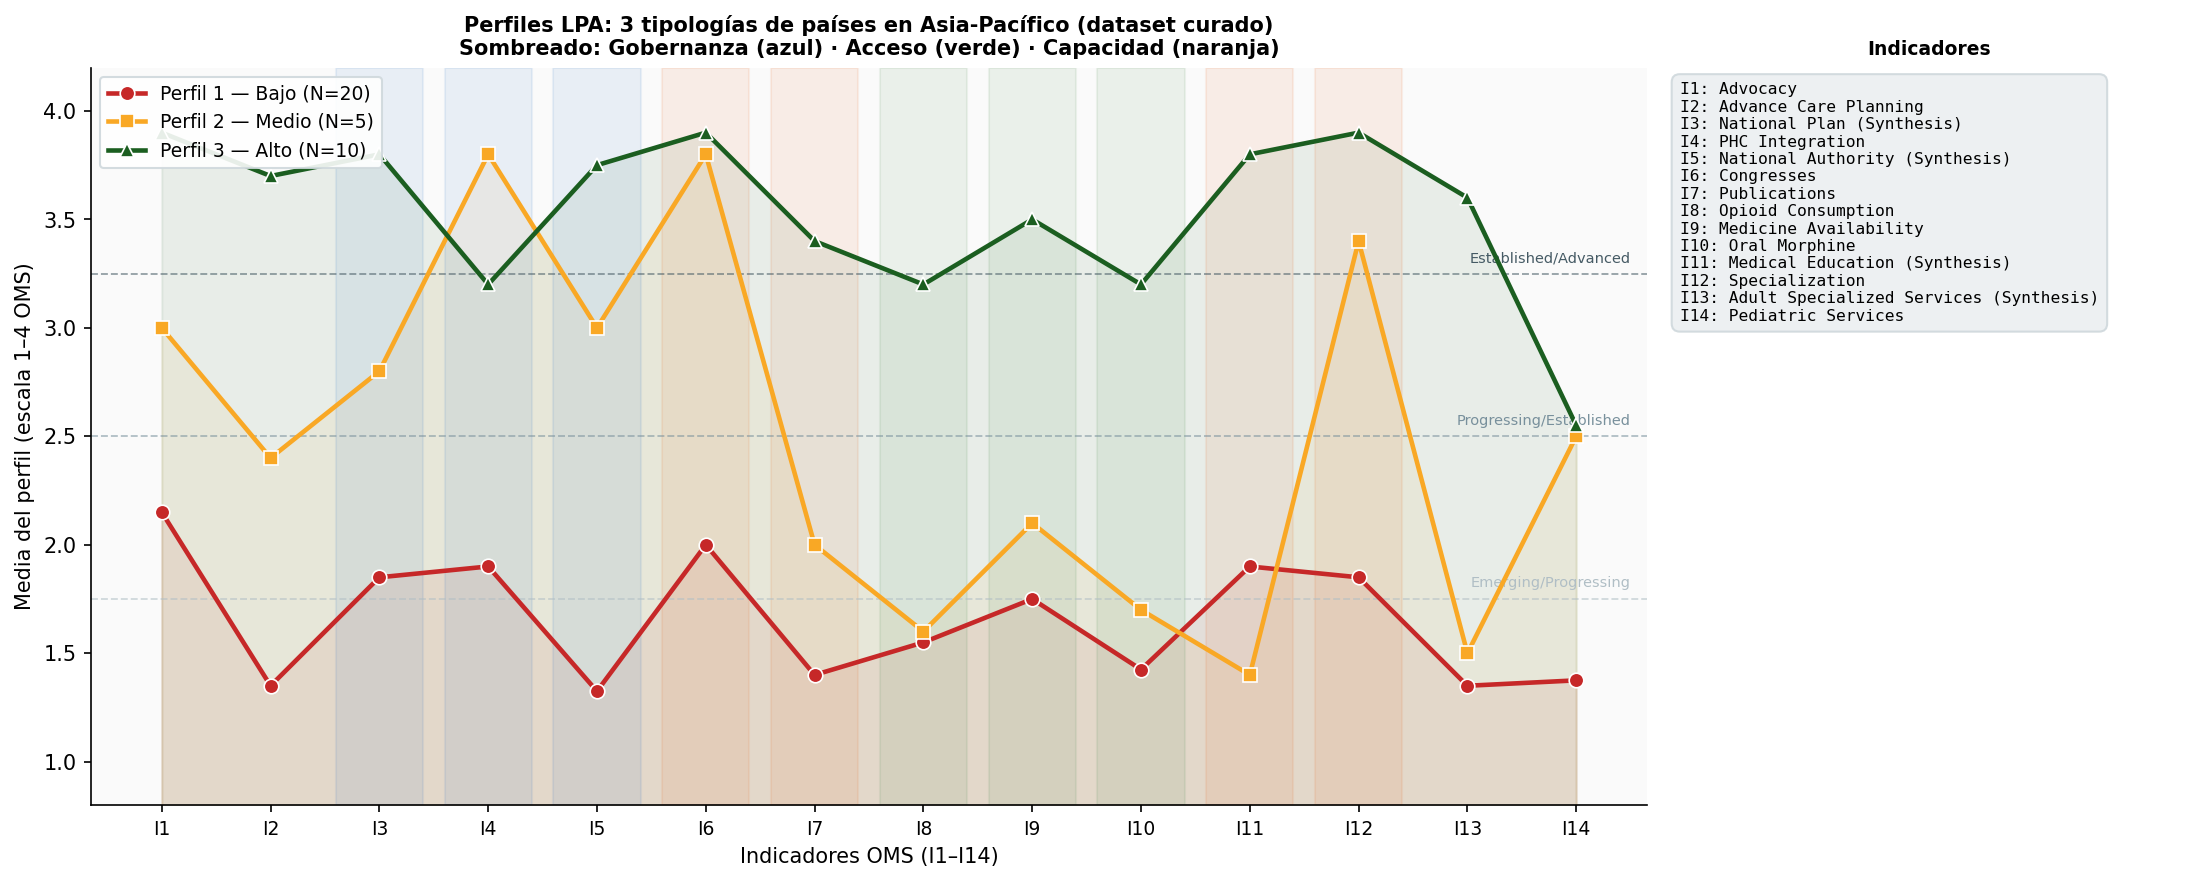 Perfiles LPA: 3 tipologías de países en Asia-Pacífico (dataset curado)
Sombreado: Gobernanza (azul) · Acceso (verde) · Capacidad (naranja)
Perfil 1 — Bajo (N=20)
Perfil 2 — Medio (N=5)
Perfil 3 — Alto (N=10)
Media del perfil (escala 1–4 OMS)
4.0
3.5
3.0
2.5
2.0
1.5
1.0
Established/Advanced
Progressing/Established
Emerging/Progressing
I1 I2 I3 I4 I5 I6 I7 I8 I9 I10 I11 I12 I13 I14
Indicadores OMS (I1–I14)
Indicadores
I1: Advocacy
I2: Advance Care Planning
I3: National Plan (Synthesis)
I4: PHC Integration
I5: National Authority (Synthesis)
I6: Congresses
I7: Publications
I8: Opioid Consumption
I9: Medicine Availability
I10: Oral Morphine
I11: Medical Education (Synthesis)
I12: Specialization
I13: Adult Specialized Services (Synthesis)
I14: Pediatric Services